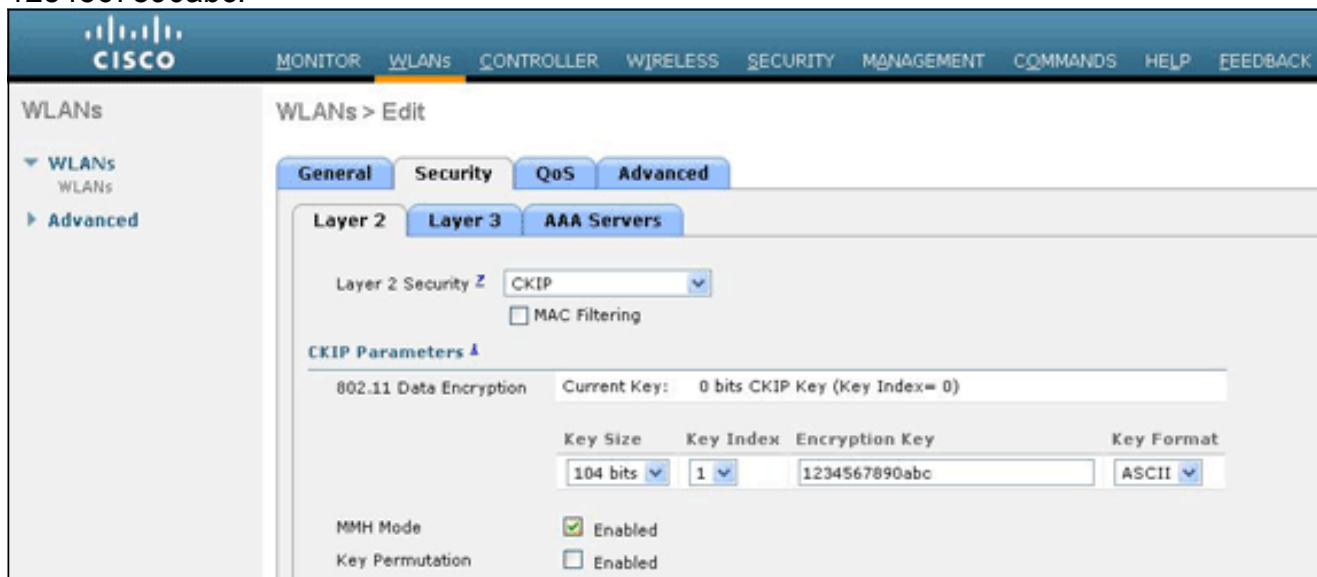 1234567890abc.
CISCO
MONITOR WLANs CONTROLLER WIRELESS SECURITY MANAGEMENT COMMANDS HELP FEEDBACK
WLANs
WLANs > Edit
WLANs
WLANs
Advanced
General Security QoS Advanced
Layer 2 Layer 3 AAA Servers
Layer 2 Security Z CKIP
MAC Filtering
CKIP Parameters
802.11 Data Encryption Current Key: 0 bits CKIP Key (Key Index= 0)
Key Size Key Index Encryption Key Key Format
104 bits 1 1234567890abc ASCII
MMH Mode Enabled
Key Permutation Enabled